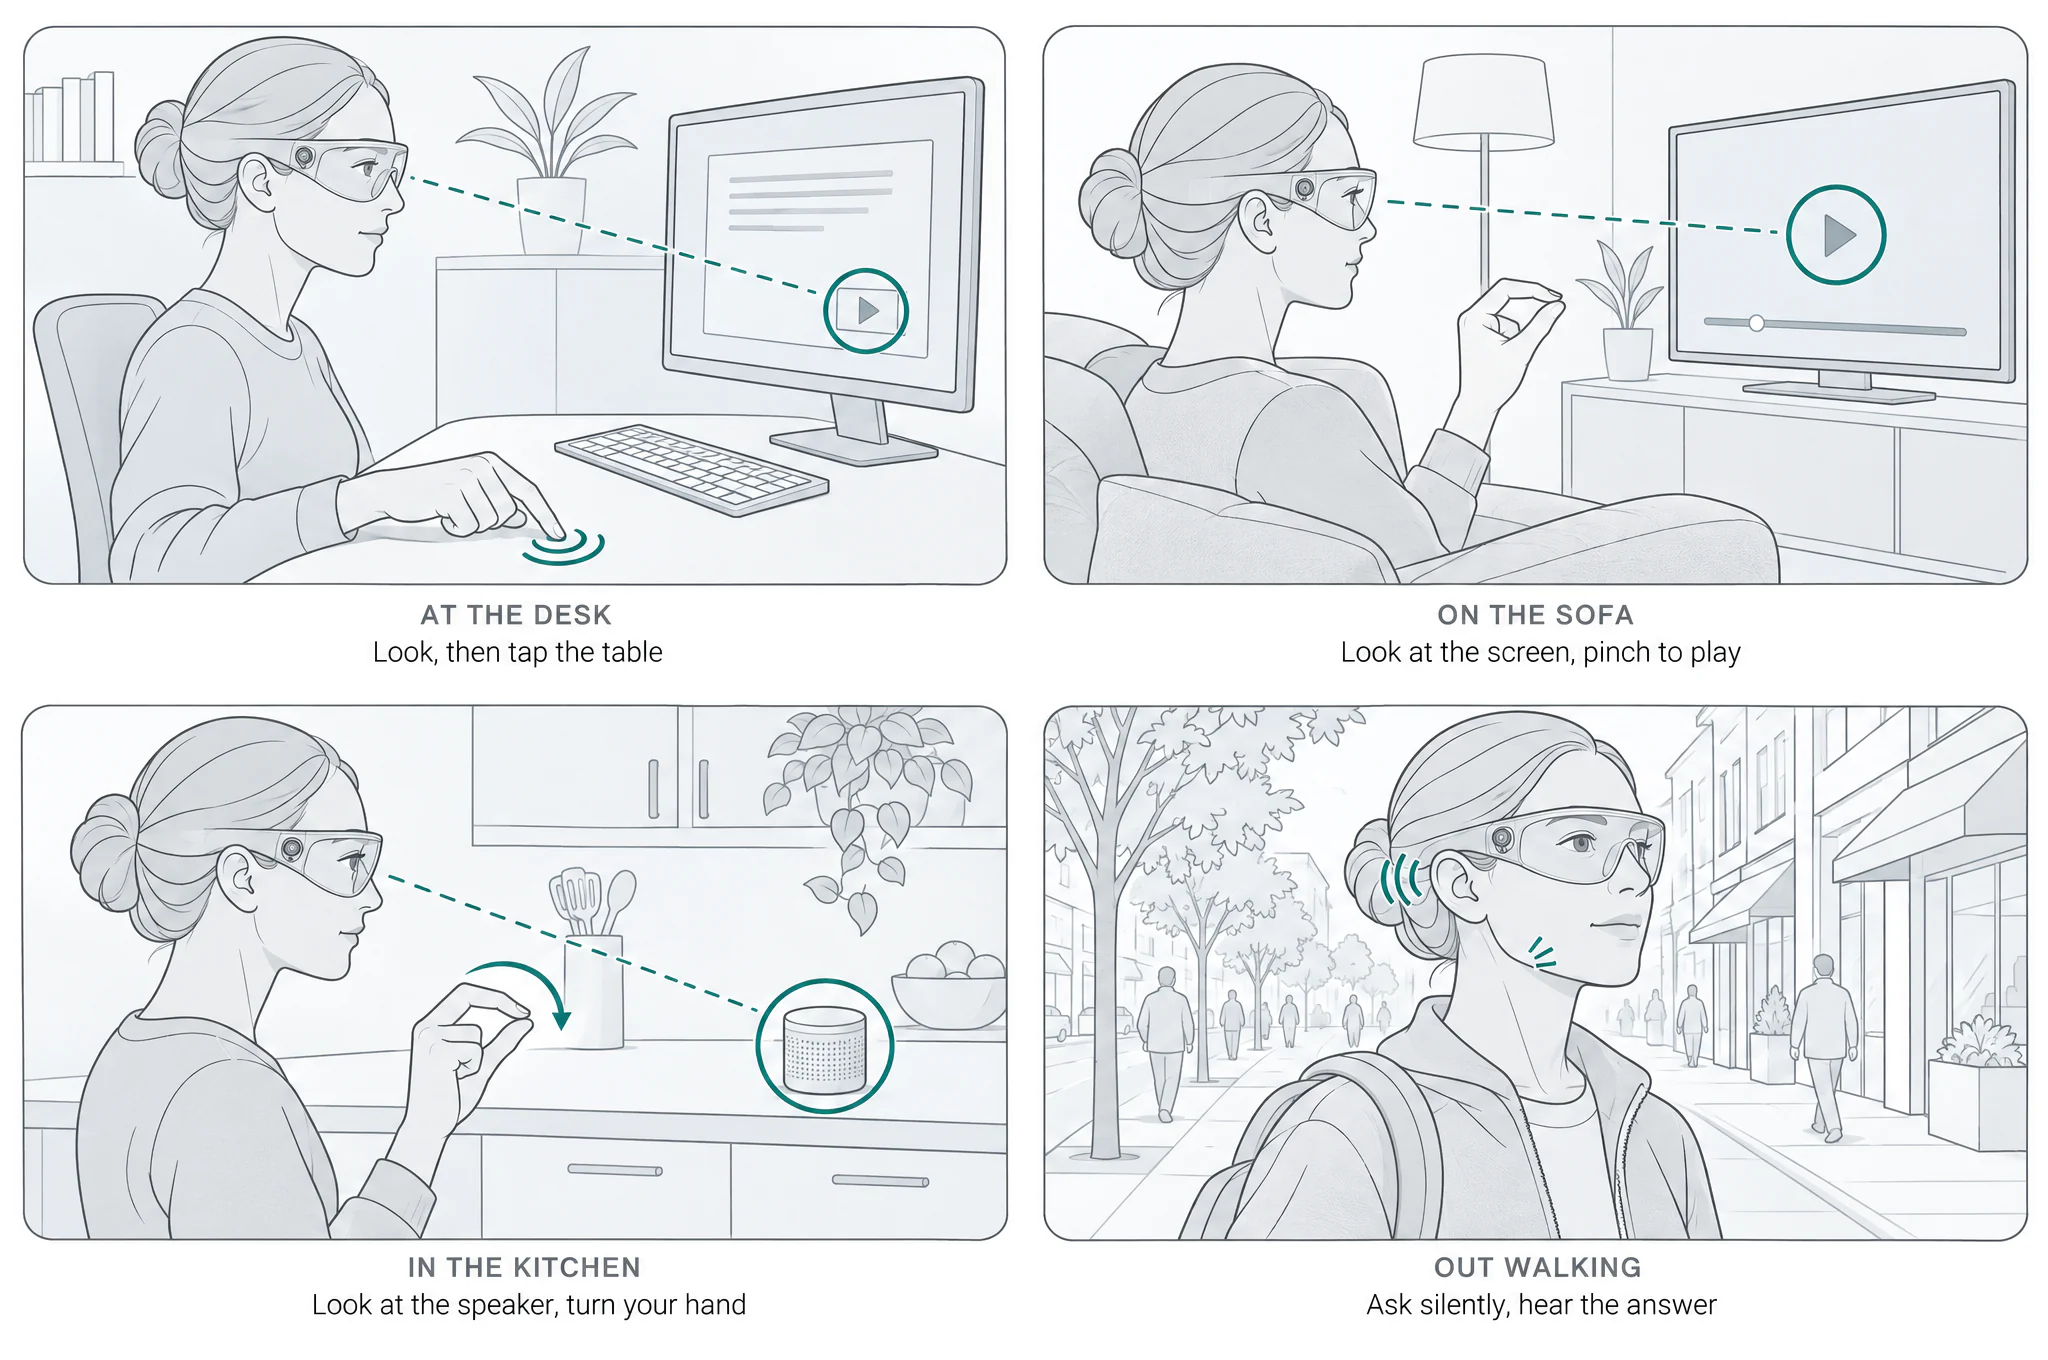 AT THE DESK
Look, then tap the table
ON THE SOFA
Look at the screen, pinch to play
IN THE KITCHEN
Look at the speaker, turn your hand
OUT WALKING
Ask silently, hear the answer